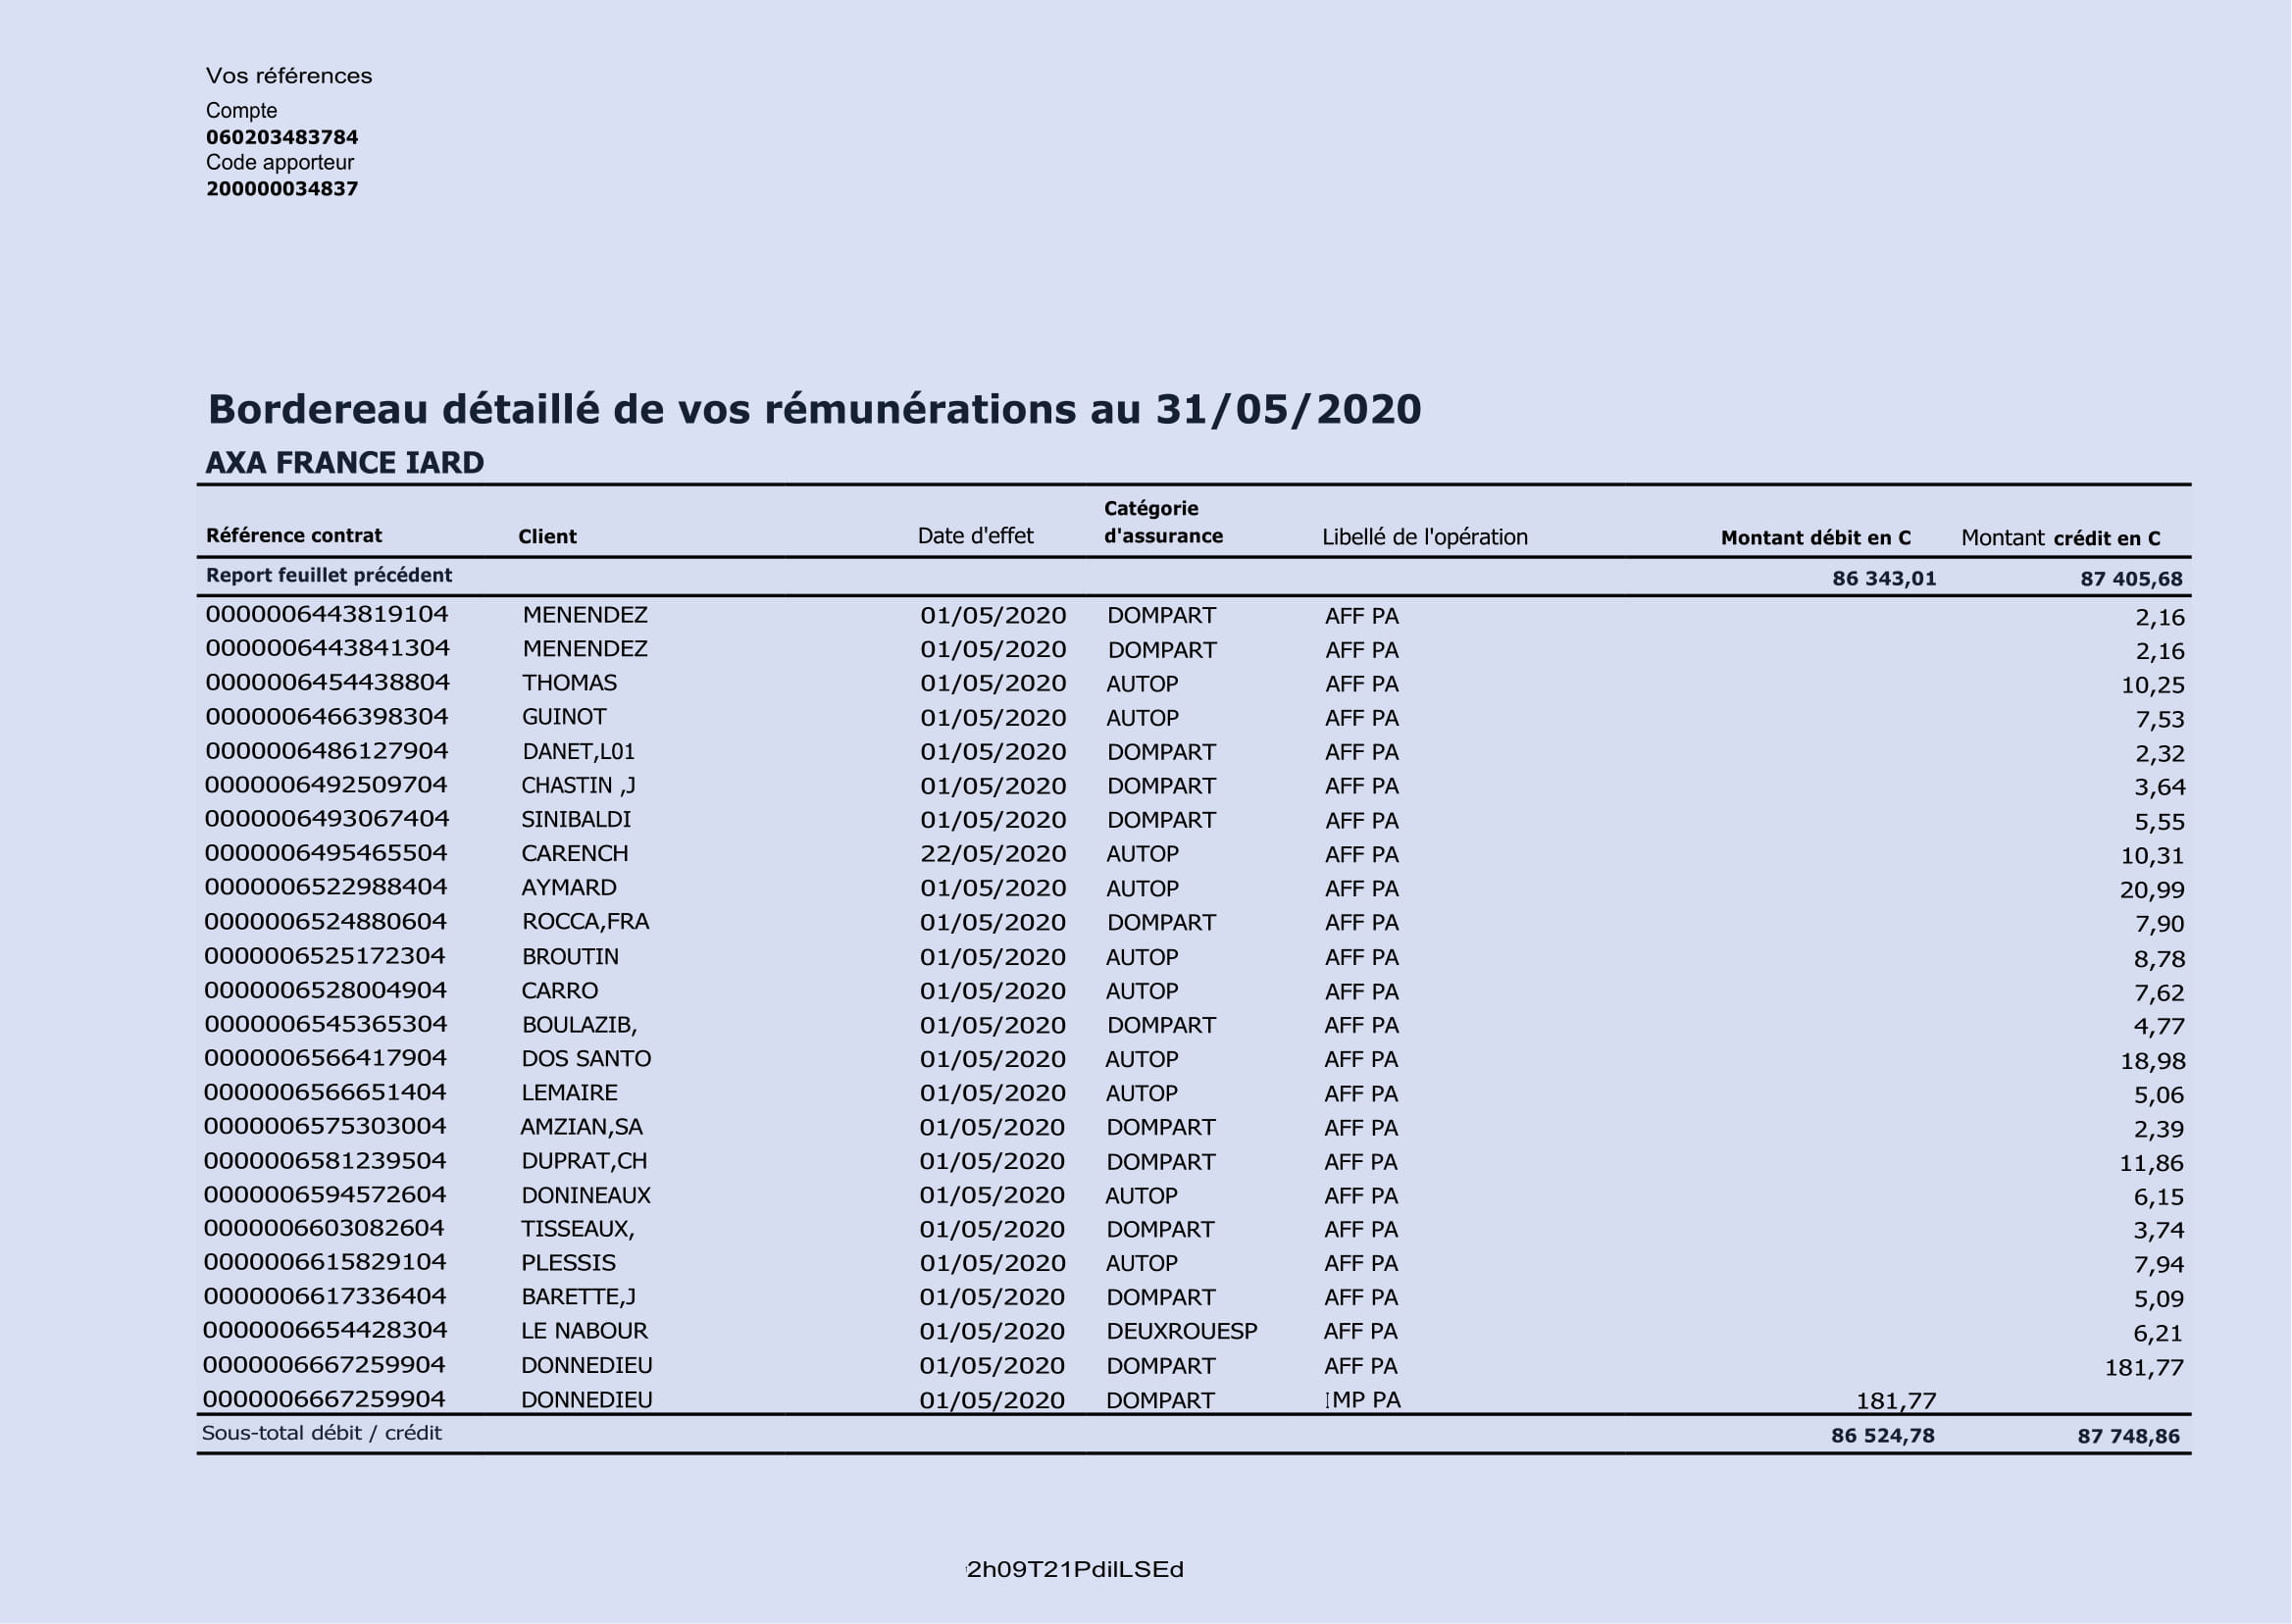 Vos références
Compte
060203483784
Code apporteur
200000034837
Bordereau détaillé de vos rémunérations au 31/05/2020
AXA FRANCE IARD
Référence contrat Client Date d'effet Catégorie d'assurance Libellé de l'opération Montant débit en C Montant crédit en C
Report feuillet précédent 86 343,01 87 405,68
0000006443819104 MENENDEZ 01/05/2020 DOMPART AFF PA 2,16
0000006443841304 MENENDEZ 01/05/2020 DOMPART AFF PA 2,16
0000006454438804 THOMAS 01/05/2020 AUTOP AFF PA 10,25
0000006466398304 GUINOT 01/05/2020 AUTOP AFF PA 7,53
0000006486127904 DANET,L01 01/05/2020 DOMPART AFF PA 2,32
0000006492509704 CHASTIN ,J 01/05/2020 DOMPART AFF PA 3,64
0000006493067404 SINIBALDI 01/05/2020 DOMPART AFF PA 5,55
0000006495465504 CARENCH 22/05/2020 AUTOP AFF PA 10,31
0000006522988404 AYMARD 01/05/2020 AUTOP AFF PA 20,99
0000006524880604 ROCCA,FRA 01/05/2020 DOMPART AFF PA 7,90
0000006525172304 BROUTIN 01/05/2020 AUTOP AFF PA 8,78
0000006528004904 CARRO 01/05/2020 AUTOP AFF PA 7,62
0000006545365304 BOULAZIB, 01/05/2020 DOMPART AFF PA 4,77
0000006566417904 DOS SANTO 01/05/2020 AUTOP AFF PA 18,98
0000006566651404 LEMAIRE 01/05/2020 AUTOP AFF PA 5,06
0000006575303004 AMZIAN,SA 01/05/2020 DOMPART AFF PA 2,39
0000006581239504 DUPRAT,CH 01/05/2020 DOMPART AFF PA 11,86
0000006594572604 DONINEAUX 01/05/2020 AUTOP AFF PA 6,15
0000006603082604 TISSEAUX, 01/05/2020 DOMPART AFF PA 3,74
0000006615829104 PLESSIS 01/05/2020 AUTOP AFF PA 7,94
0000006617336404 BARETTE,J 01/05/2020 DOMPART AFF PA 5,09
0000006654428304 LE NABOUR 01/05/2020 DEUXROUESP AFF PA 6,21
0000006667259904 DONNEDIEU 01/05/2020 DOMPART AFF PA 181,77
0000006667259904 DONNEDIEU 01/05/2020 DOMPART IMP PA 181,77
Sous-total débit / crédit 86 524,78 87 748,86
2h09T21PdilLSEd